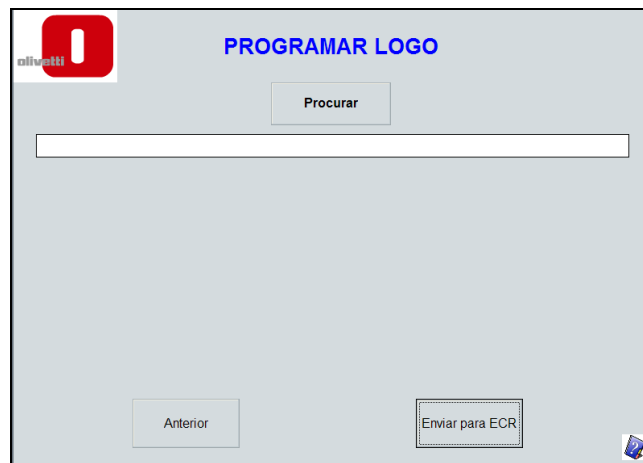 olivetti
PROGRAMAR LOGO
Procurar
Anterior
Enviar para ECR
?